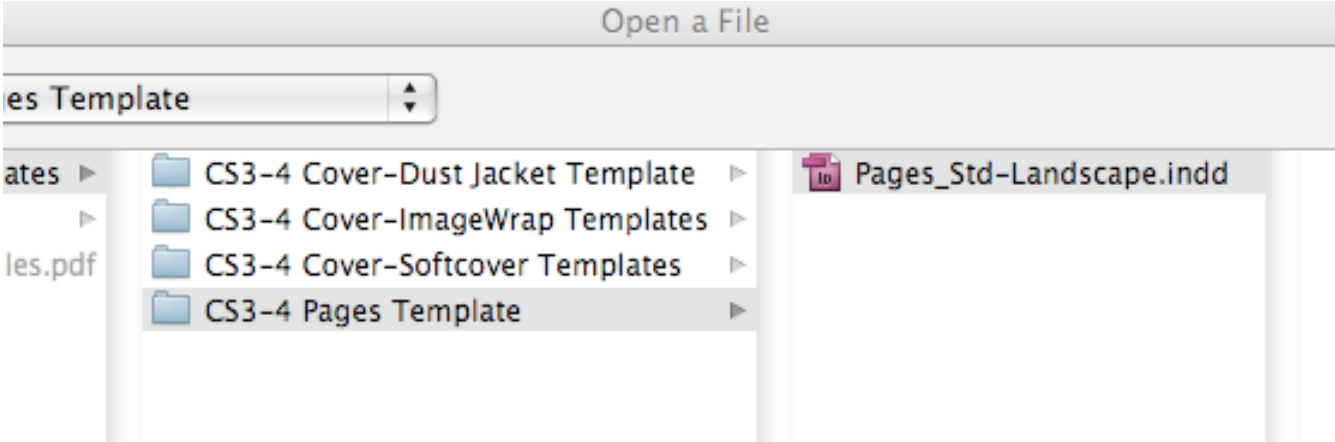 Open a File
es Template
ates
CS3-4 Cover-Dust Jacket Template
Pages_Std-Landscape.indd
CS3-4 Cover-ImageWrap Templates
les.pdf
CS3-4 Cover-Softcover Templates
CS3-4 Pages Template